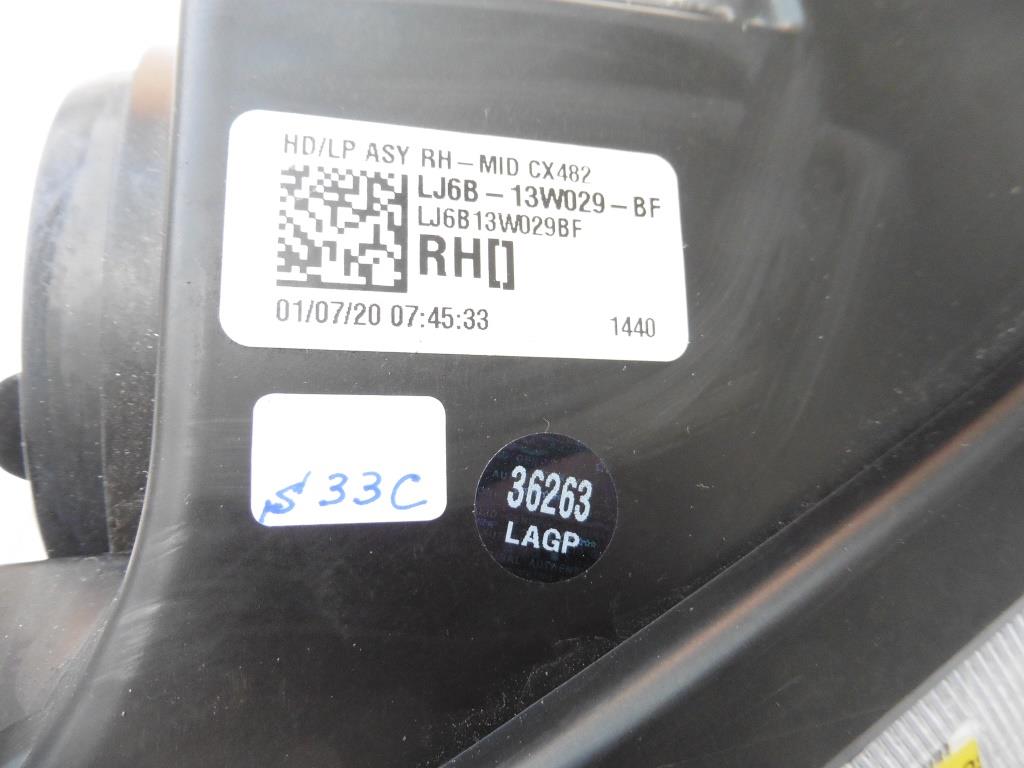 HD/LP ASY RH-MID CX482
LJ6B-13W029-BF
LJ6B13W029BF
RH[]
01/07/20 07:45:33 1440
33C
36263
LAGP